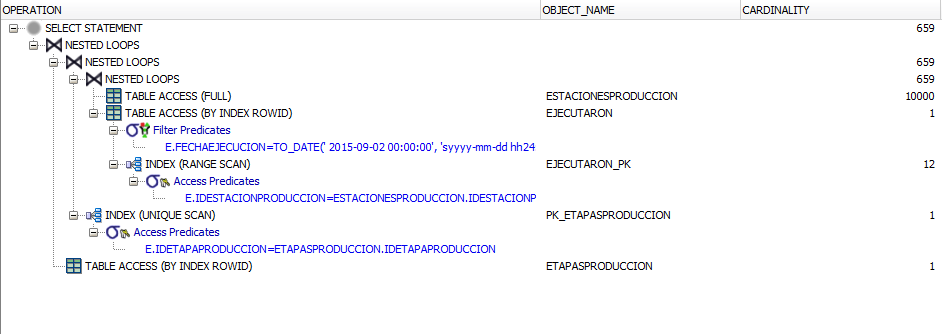 OPERATION OBJECT_NAME CARDINALITY
SELECT STATEMENT 659
NESTED LOOPS
NESTED LOOPS 659
NESTED LOOPS 659
TABLE ACCESS (FULL) ESTACIONESPRODUCCION 10000
TABLE ACCESS (BY INDEX ROWID) EJECUTARON 1
Filter Predicates
E.FECHAEJECUCION=TO_DATE(' 2015-09-02 00:00:00', 'syyyy-mm-dd hh24
INDEX (RANGE SCAN) EJECUTARON_PK 12
Access Predicates
E.IDESTACIONPRODUCCION=ESTACIONESPRODUCCION.IDESTACIONP
INDEX (UNIQUE SCAN) PK_ETAPASPRODUCCION 1
Access Predicates
E.IDETAPAPRODUCCION=ETAPASPRODUCCION.IDETAPAPRODUCCION
TABLE ACCESS (BY INDEX ROWID) ETAPASPRODUCCION 1